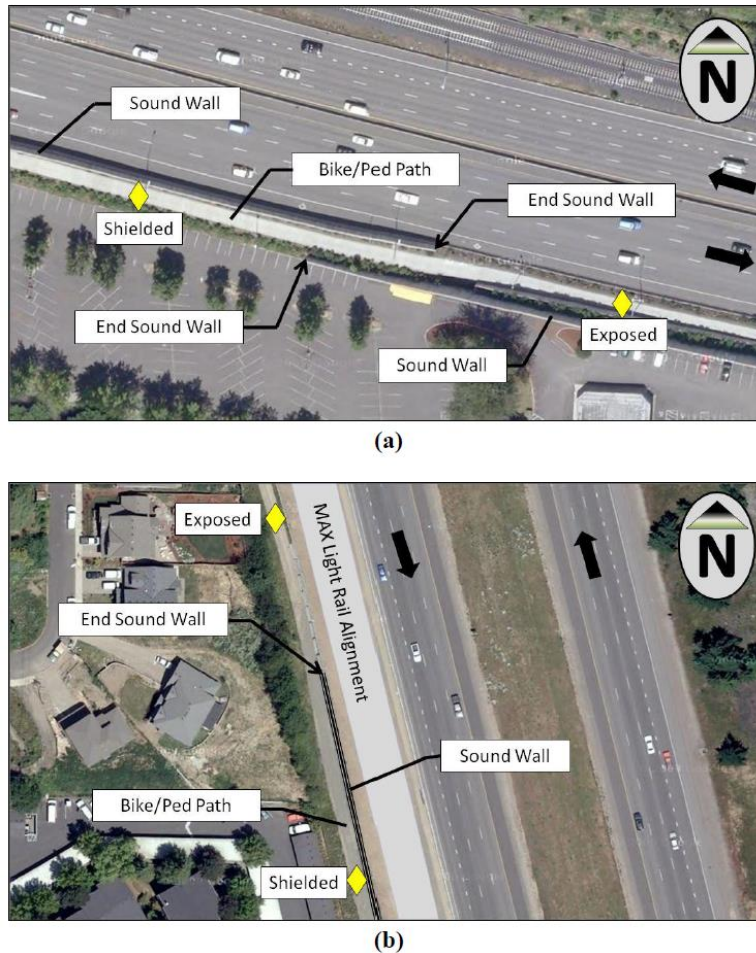 N
Sound Wall
Bike/Ped Path
End Sound Wall
Shielded
End Sound Wall
Exposed
Sound Wall
(a)
Exposed
MAX Light Rail Alignment
N
End Sound Wall
Sound Wall
Bike/Ped Path
Shielded
(b)